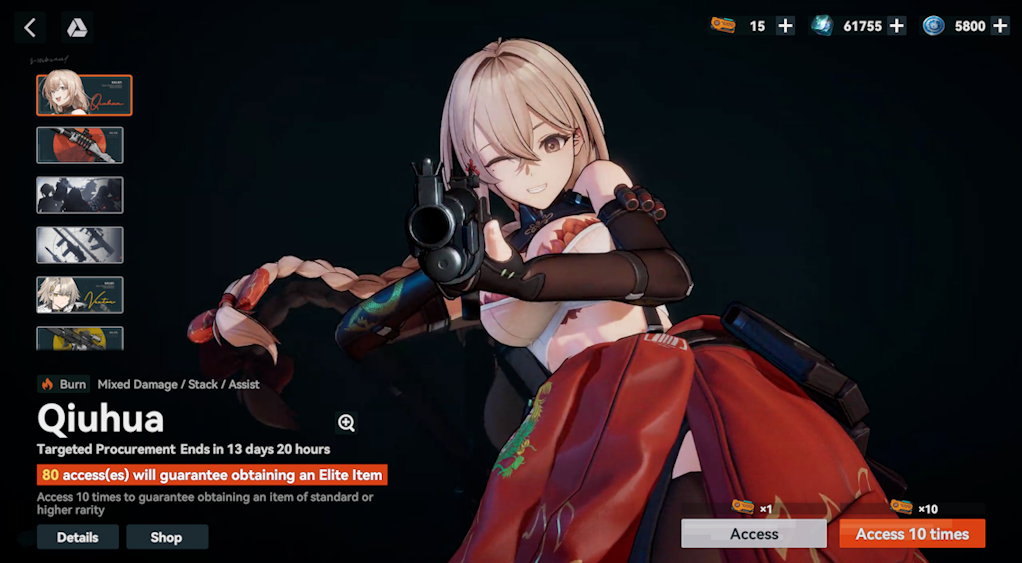 15
61755
5800
Qiuhua
Burn
Mixed Damage / Stack / Assist
Qiuhua
Targeted Procurement Ends in 13 days 20 hours
80 access(es) will guarantee obtaining an Elite Item
Access 10 times to guarantee obtaining an item of standard or
higher rarity
Details
Shop
×1
Access
×10
Access 10 times